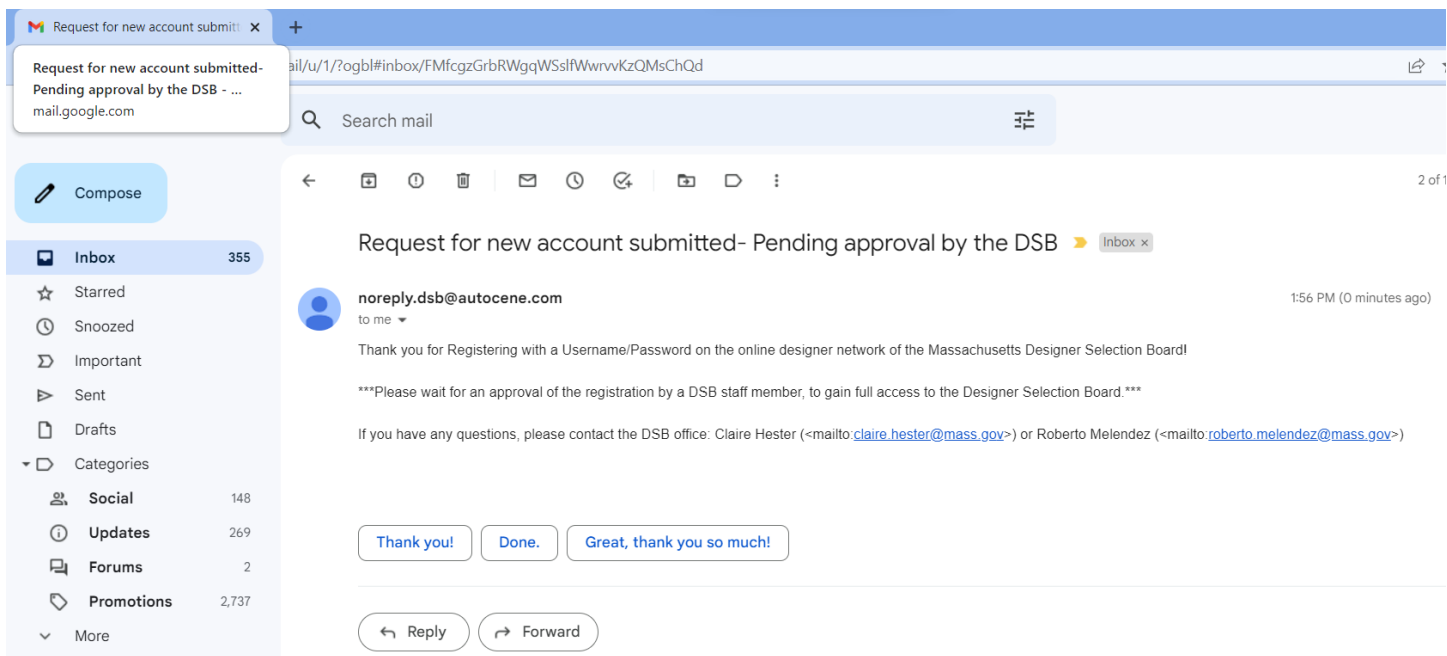 Request for new account submitt
Request for new account submitted-
Pending approval by the DSB - ...
mail.google.com
ail/u/1/?ogbl#inbox/FMfcgzGrbRWgqWSslfWwrvvKzQMsChQd
Search mail
Compose
2 of 1
Request for new account submitted- Pending approval by the DSB Inbox ×
Inbox 355
Starred
Snoozed
Important
Sent
Drafts
Categories
Social 148
Updates 269
Forums 2
Promotions 2,737
More
noreply.dsb@autocene.com 1:56 PM (0 minutes ago)
to me
Thank you for Registering with a Username/Password on the online designer network of the Massachusetts Designer Selection Board!
***Please wait for an approval of the registration by a DSB staff member, to gain full access to the Designer Selection Board.***
If you have any questions, please contact the DSB office: Claire Hester (<mailto:claire.hester@mass.gov>) or Roberto Melendez (<mailto:roberto.melendez@mass.gov>)
Thank you! Done. Great, thank you so much!
Reply Forward